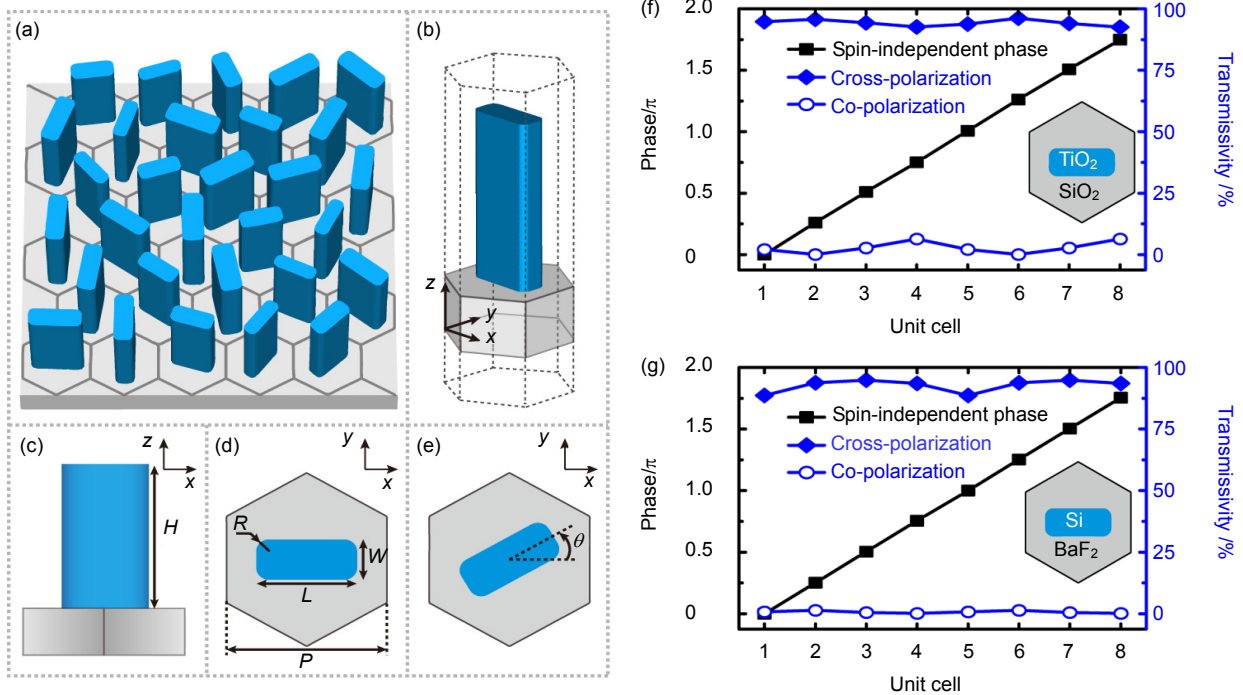 (a)
(b)
z
y
x
(c)
z
x
H
(d)
y
x
R
W
L
P
(e)
y
x
θ
(f)
2.0
1.5
1.0
0.5
0
Phase/π
100
75
50
25
0
Transmissivity /%
Spin-independent phase
Cross-polarization
Co-polarization
TiO₂
SiO₂
1 2 3 4 5 6 7 8
Unit cell
(g)
2.0
1.5
1.0
0.5
0
Phase/π
100
75
50
25
0
Transmissivity /%
Spin-independent phase
Cross-polarization
Co-polarization
Si
BaF₂
1 2 3 4 5 6 7 8
Unit cell